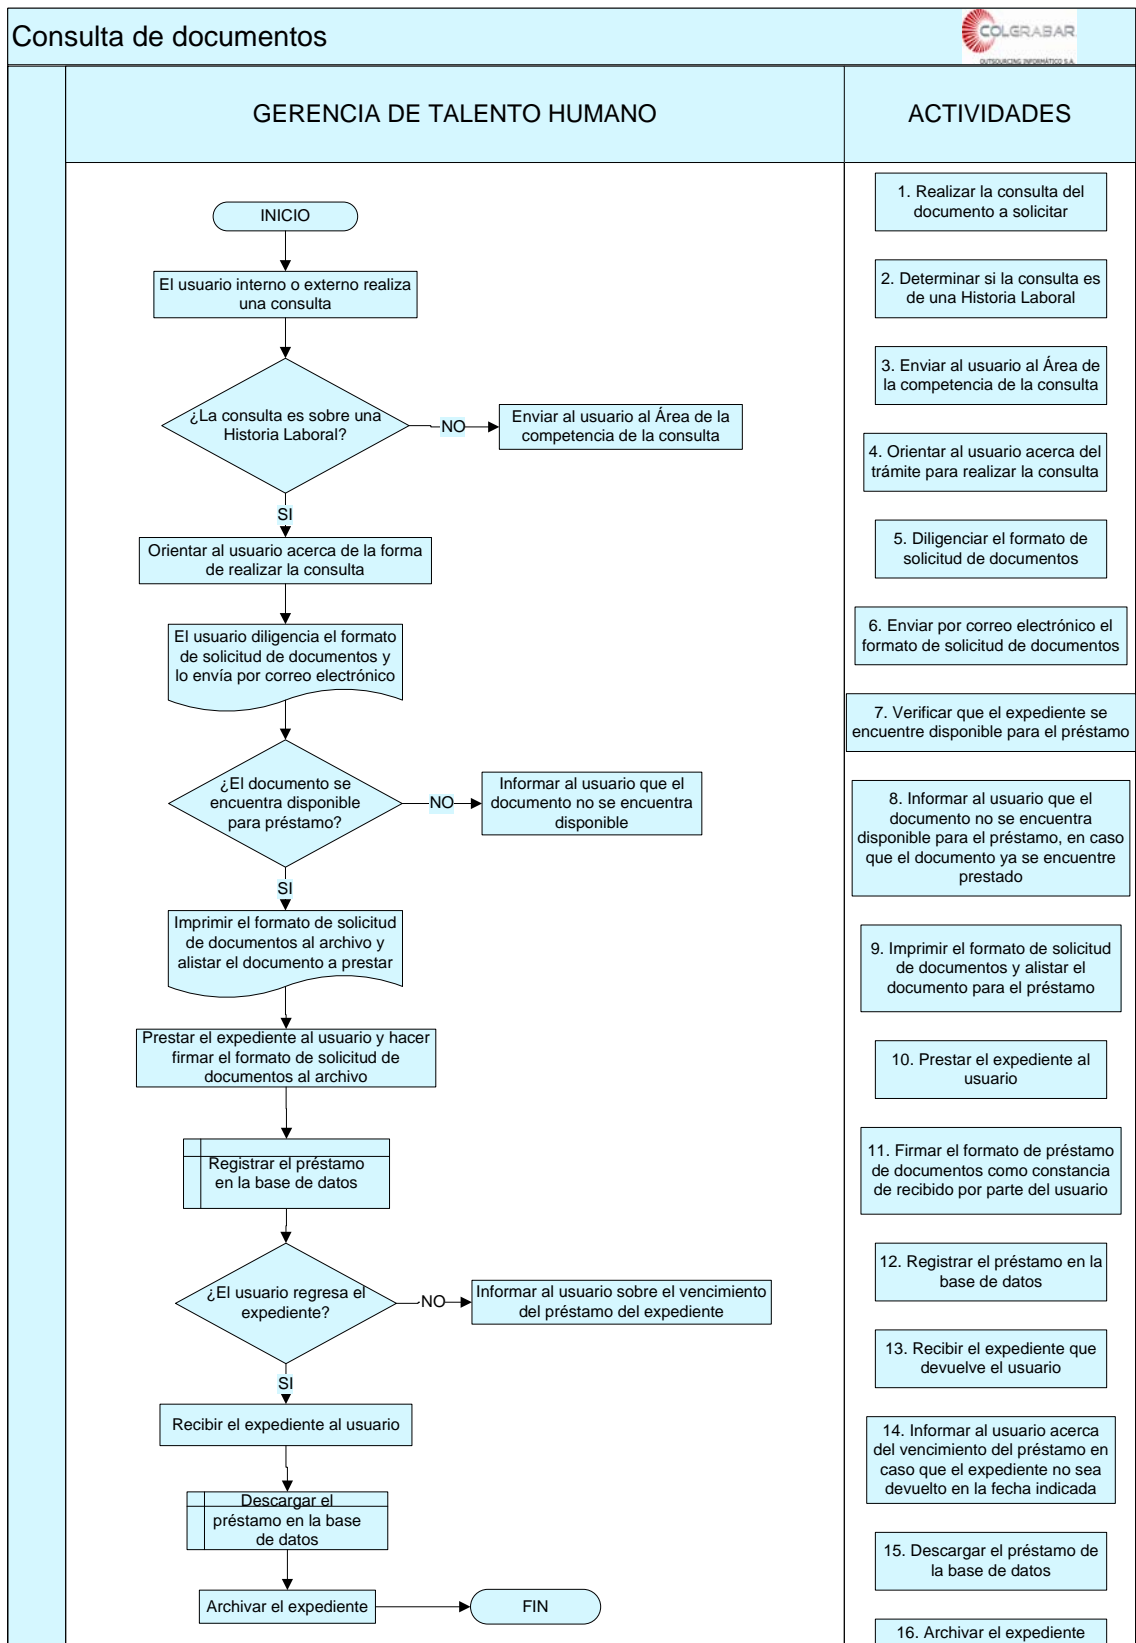 Consulta de documentos
COLGRABAR
OUTSOURCING INFORMÁTICO S.A.
GERENCIA DE TALENTO HUMANO
INICIO
El usuario interno o externo realiza
una consulta
¿La consulta es sobre una
Historia Laboral?
NO
Enviar al usuario al Área de la
competencia de la consulta
SI
Orientar al usuario acerca de la forma
de realizar la consulta
El usuario diligencia el formato
de solicitud de documentos y
lo envía por correo electrónico
¿El documento se
encuentra disponible
para préstamo?
NO
Informar al usuario que el
documento no se encuentra
disponible
SI
Imprimir el formato de solicitud
de documentos al archivo y
alistar el documento a prestar
Prestar el expediente al usuario y hacer
firmar el formato de solicitud de
documentos al archivo
Registrar el préstamo
en la base de datos
¿El usuario regresa el
expediente?
NO
Informar al usuario sobre el vencimiento
del préstamo del expediente
SI
Recibir el expediente al usuario
Descargar el
préstamo en la base
de datos
Archivar el expediente
FIN
ACTIVIDADES
1. Realizar la consulta del
documento a solicitar
2. Determinar si la consulta es
de una Historia Laboral
3. Enviar al usuario al Área de
la competencia de la consulta
4. Orientar al usuario acerca del
trámite para realizar la consulta
5. Diligenciar el formato de
solicitud de documentos
6. Enviar por correo electrónico el
formato de solicitud de documentos
7. Verificar que el expediente se
encuentre disponible para el préstamo
8. Informar al usuario que el
documento no se encuentra
disponible para el préstamo, en caso
que el documento ya se encuentre
prestado
9. Imprimir el formato de solicitud
de documentos y alistar el
documento para el préstamo
10. Prestar el expediente al
usuario
11. Firmar el formato de préstamo
de documentos como constancia
de recibido por parte del usuario
12. Registrar el préstamo en la
base de datos
13. Recibir el expediente que
devuelve el usuario
14. Informar al usuario acerca
del vencimiento del préstamo en
caso que el expediente no sea
devuelto en la fecha indicada
15. Descargar el préstamo de
la base de datos
16. Archivar el expediente